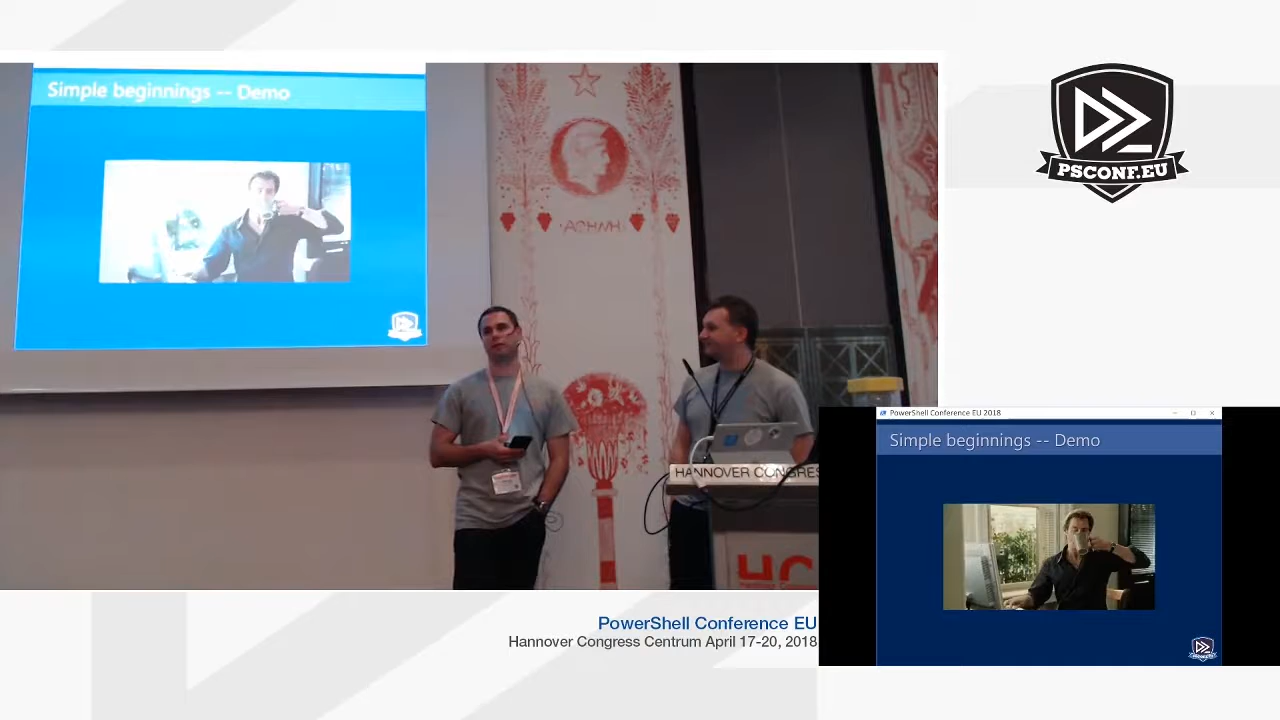 Simple beginnings -- Demo
PSCONF.EU
HANNOVER CONGRES
HC
PowerShell Conference EU 2018
Simple beginnings -- Demo
PowerShell Conference EU
Hannover Congress Centrum April 17-20, 2018